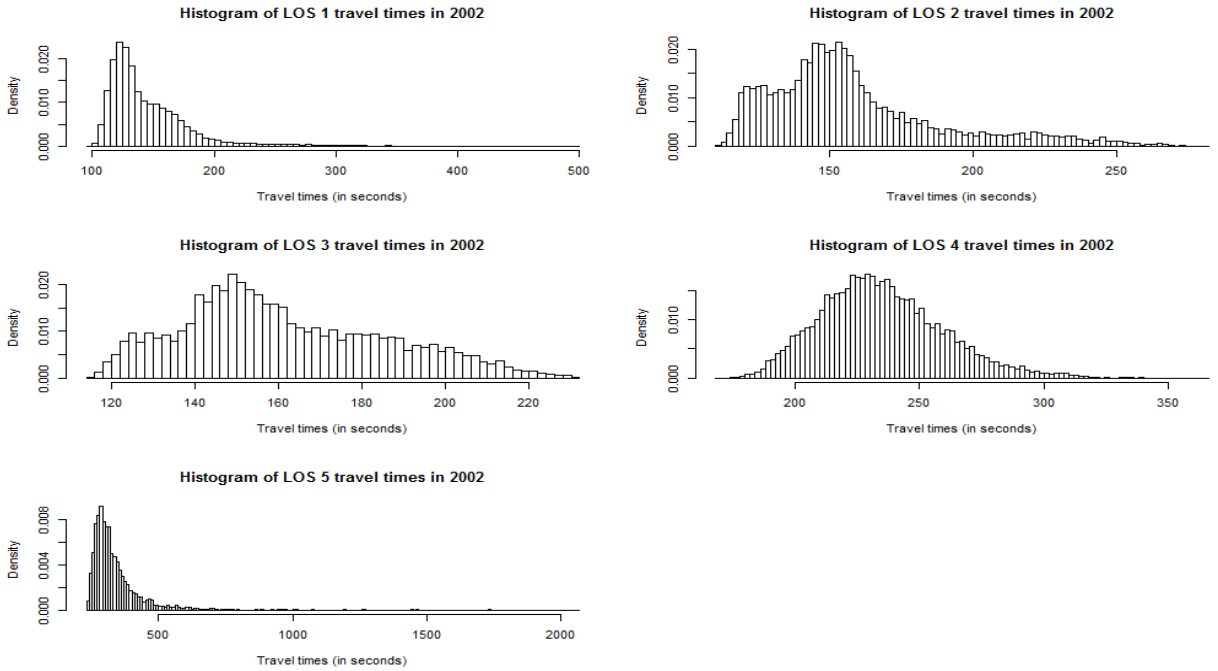 Histogram of LOS 1 travel times in 2002
Density
0.000 0.010 0.020
100 200 300 400 500
Travel times (in seconds)
Histogram of LOS 2 travel times in 2002
Density
0.000 0.010 0.020
150 200 250
Travel times (in seconds)
Histogram of LOS 3 travel times in 2002
Density
0.000 0.010 0.020
120 140 160 180 200 220
Travel times (in seconds)
Histogram of LOS 4 travel times in 2002
Density
0.000 0.010
200 250 300 350
Travel times (in seconds)
Histogram of LOS 5 travel times in 2002
Density
0.000 0.004 0.008
500 1000 1500 2000
Travel times (in seconds)